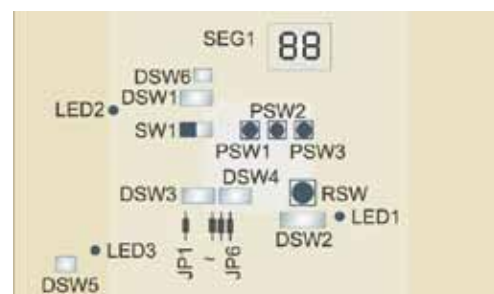 SEG1 88
DSW6
DSW1
LED2
PSW2
SW1
PSW1 PSW3
DSW4
DSW3 RSW
LED1
DSW2
LED3
JP1 ~ JP6
DSW5